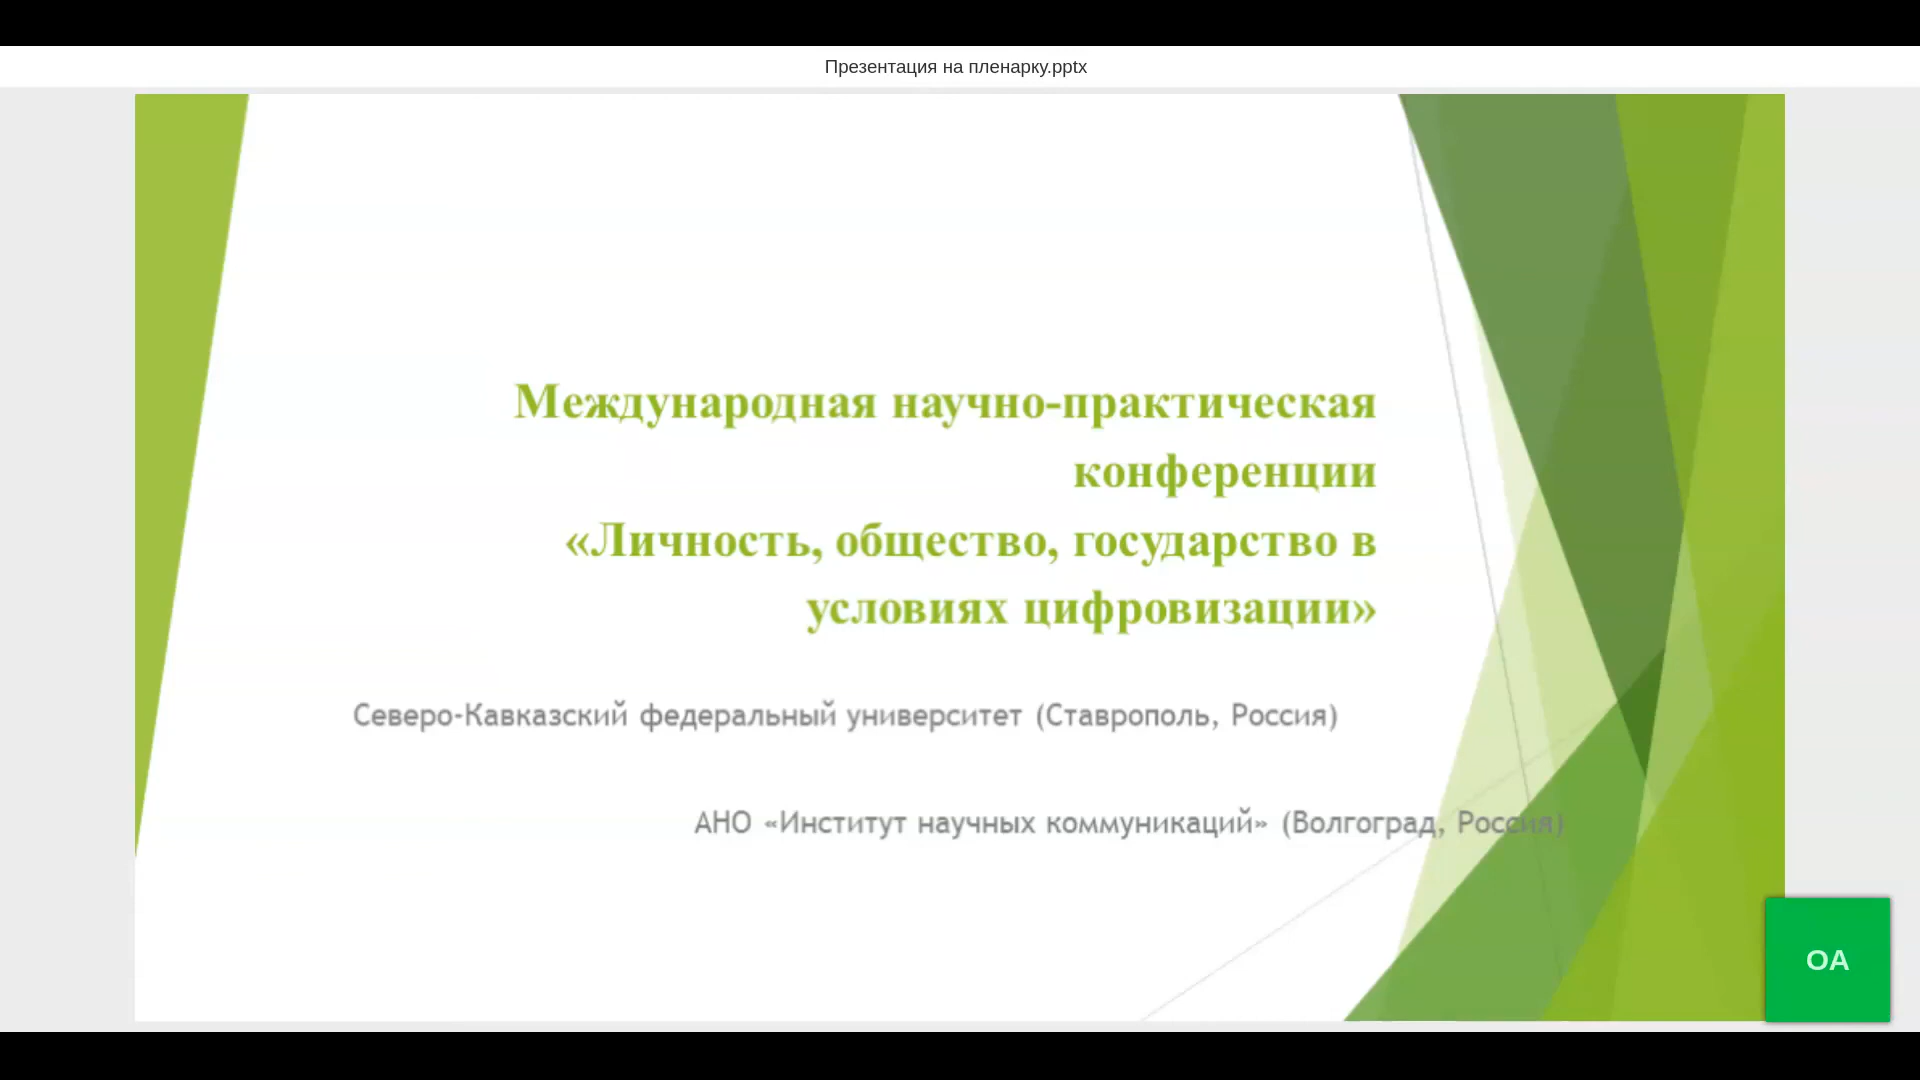 Презентация на пленарку.pptx
Международная научно-практическая
конференции
«Личность, общество, государство в
условиях цифровизации»
Северо-Кавказский федеральный университет (Ставрополь, Россия)
АНО «Институт научных коммуникаций» (Волгоград, Россия)
OA